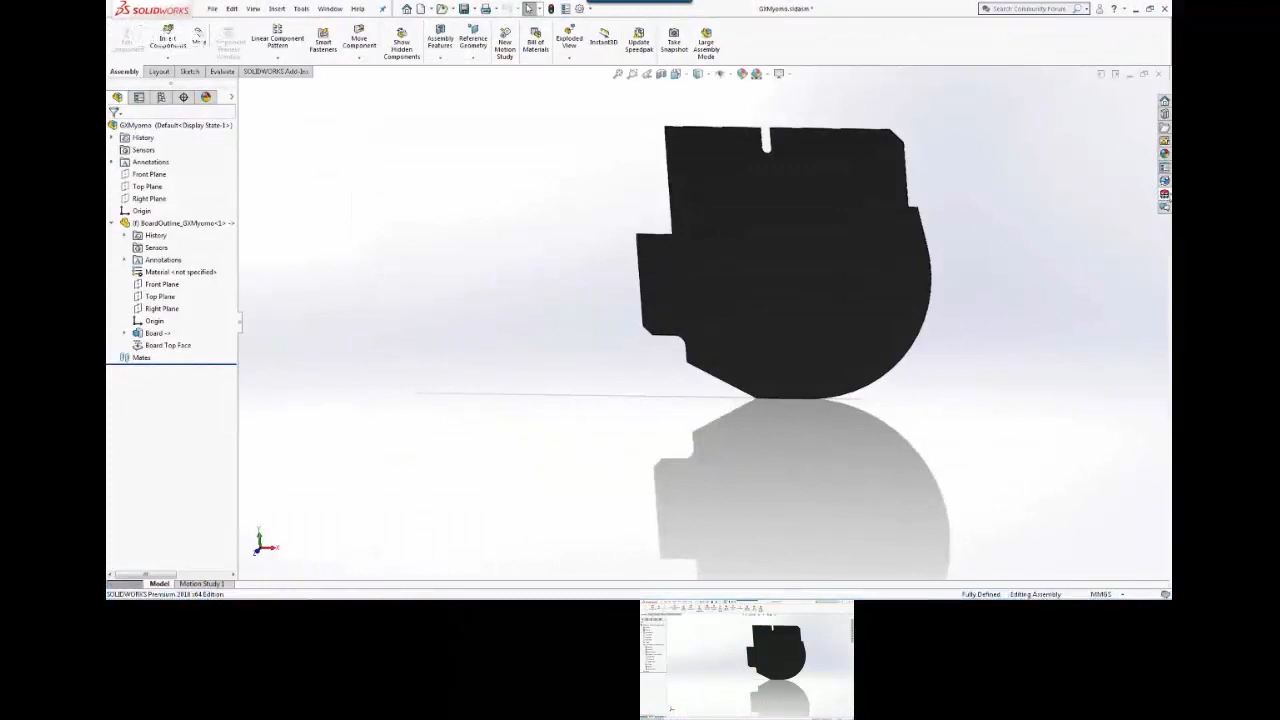 SOLIDWORKS File Edit View Insert Tools Window Help GXMyomo.sldasm * Search Community Forum
Insert Components
Linear Component Pattern
Smart Fasteners
Move Component
Show Hidden Components
Assembly Features
Reference Geometry
New Motion Study
Bill of Materials
Exploded View
Instant3D
Update Speedpak
Take Snapshot
Large Assembly Mode
Assembly Layout Sketch Evaluate SOLIDWORKS Add-Ins
GXMyomo (Default<Display State-1>)
History
Sensors
Annotations
Front Plane
Top Plane
Right Plane
Origin
(f) BoardOutline_GXMyomo<1> ->
History
Sensors
Annotations
Material <not specified>
Front Plane
Top Plane
Right Plane
Origin
Board ->
Board Top Face
Mates
Model Motion Study 1
SOLIDWORKS Premium 2018 x64 Edition Fully Defined Editing Assembly MMGS